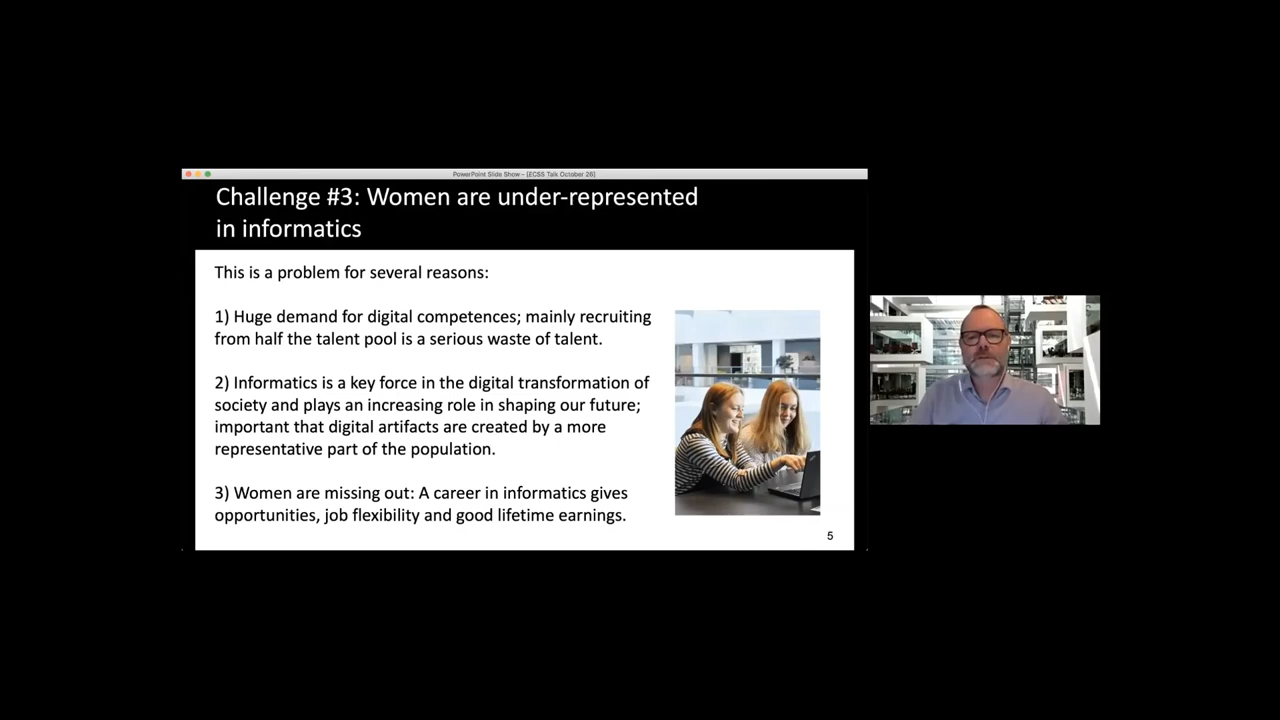 PowerPoint Slide Show - [ECSS Talk October 26]
Challenge #3: Women are under-represented
in informatics
This is a problem for several reasons:
1) Huge demand for digital competences; mainly recruiting
from half the talent pool is a serious waste of talent.
2) Informatics is a key force in the digital transformation of
society and plays an increasing role in shaping our future;
important that digital artifacts are created by a more
representative part of the population.
3) Women are missing out: A career in informatics gives
opportunities, job flexibility and good lifetime earnings.
5